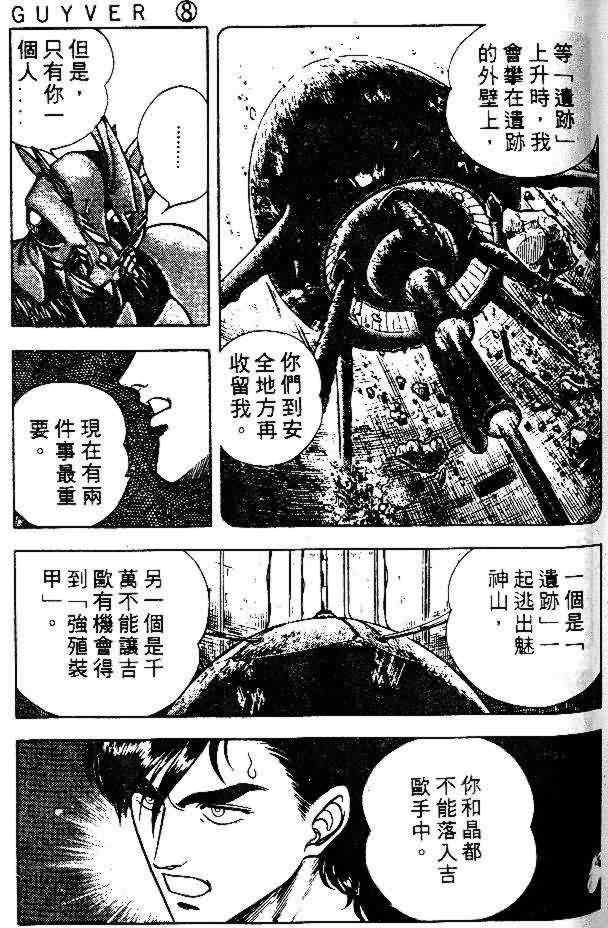 GUYVER ⑧
等「遺跡」
上升時，我
會攀在遺跡
的外壁上，
你們到安
全地方再
收留我。
………
但是，
只有你一
個人……
現在有兩
件事最重
要。
一個是「
遺跡」一
起逃出魅
神山，
另一個是千
萬不能讓吉
歐有機會得
到「強殖裝
甲」。
你和晶都
不能落入吉
歐手中。